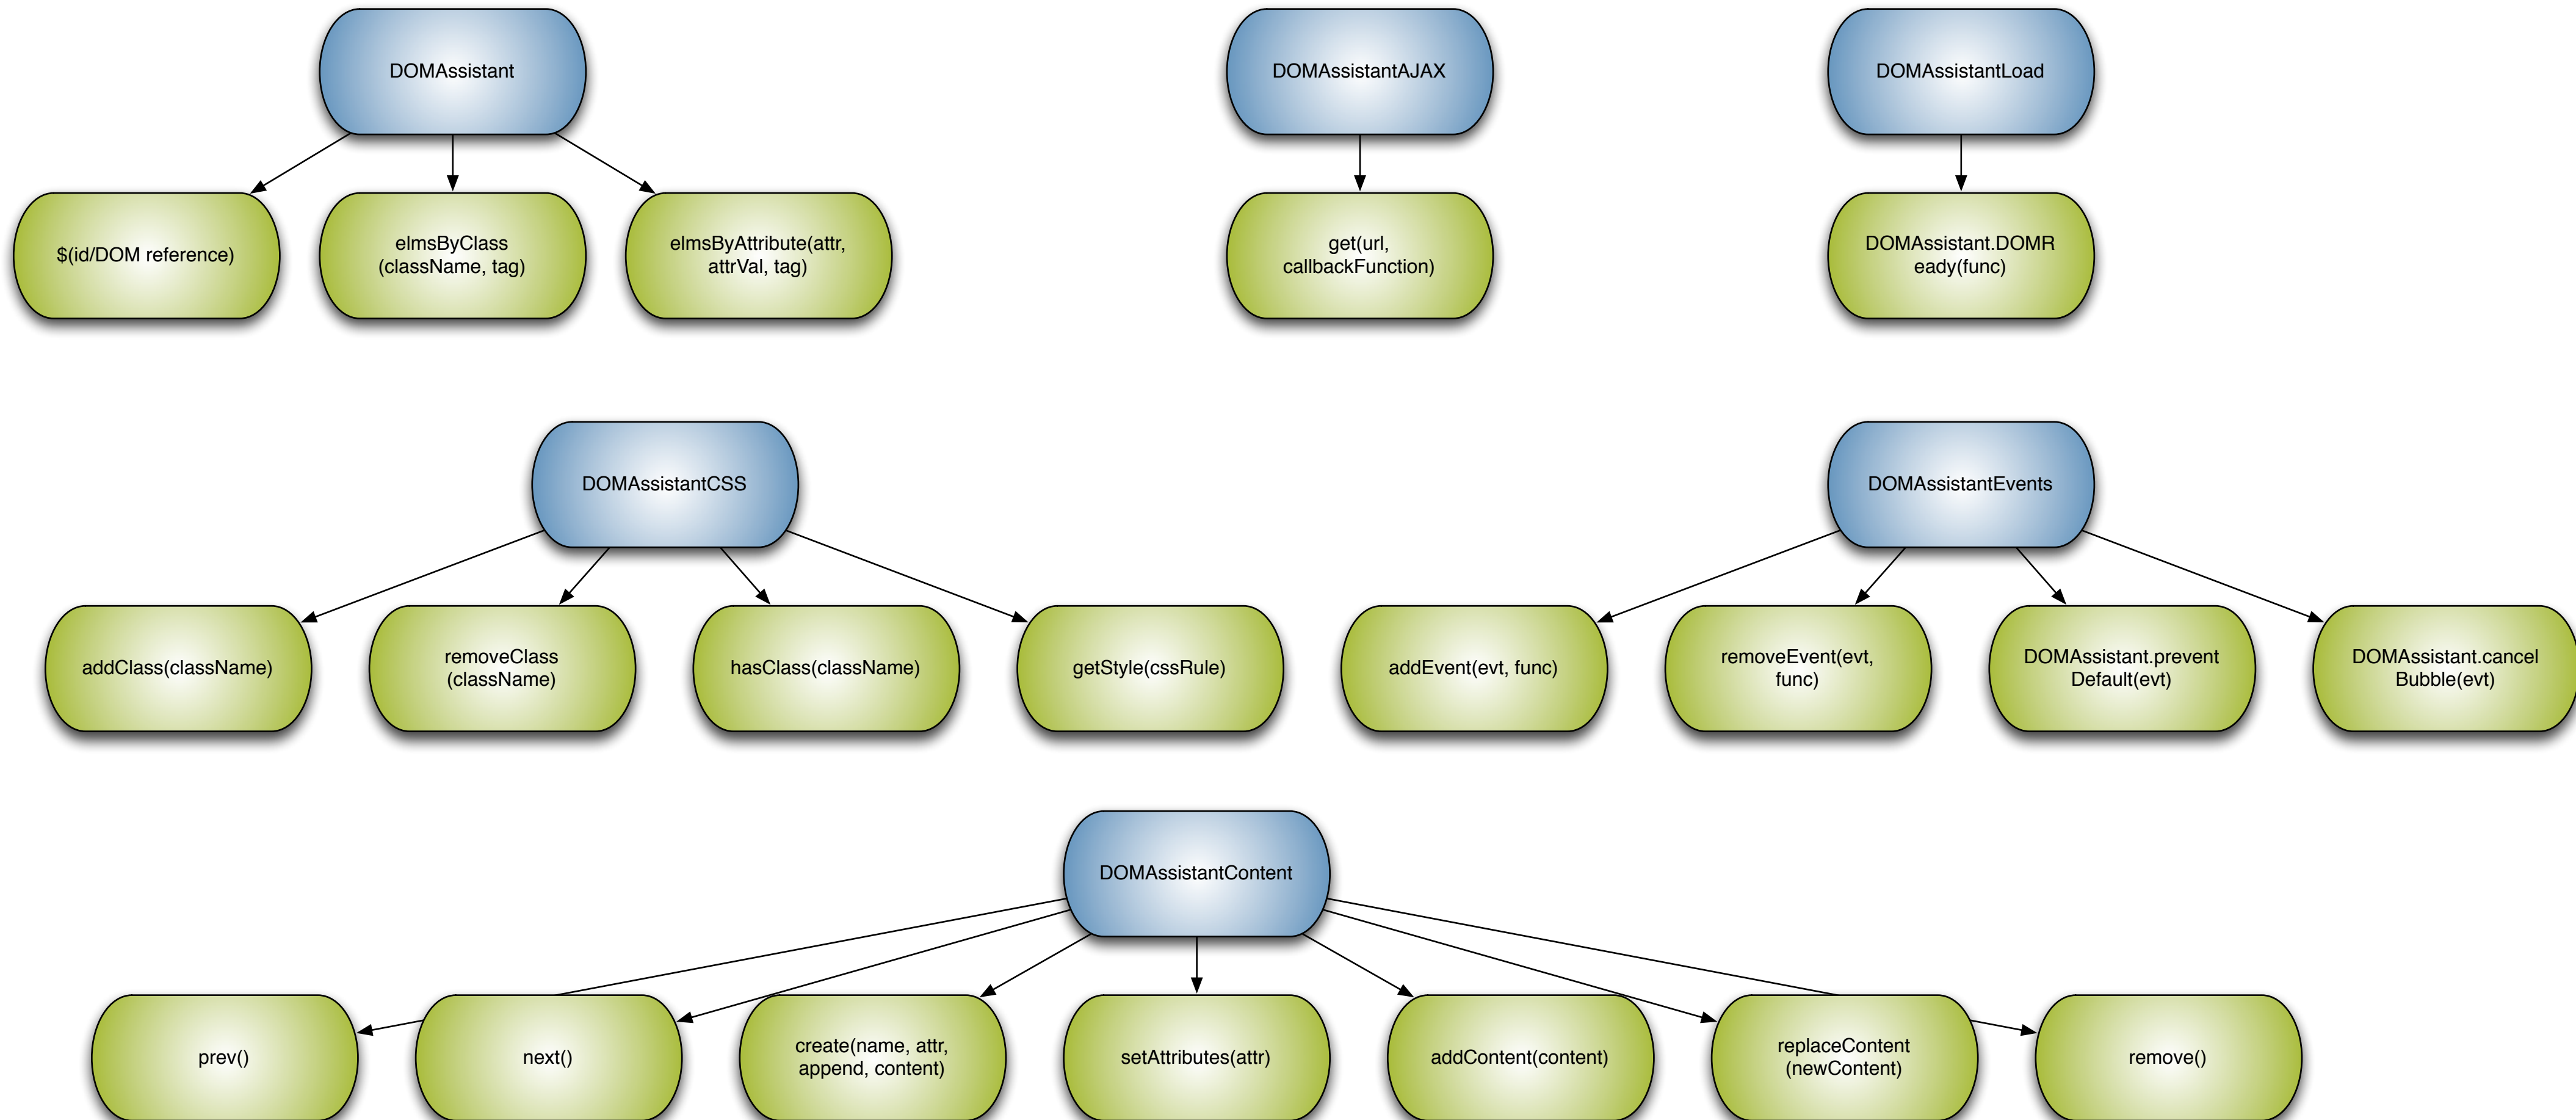 DOMAssistant
DOMAssistantAJAX
DOMAssistantLoad
$(id/DOM reference)
elmsByClass
(className, tag)
elmsByAttribute(attr,
attrVal, tag)
get(url,
callbackFunction)
DOMAssistant.DOMR
eady(func)
DOMAssistantCSS
DOMAssistantEvents
addClass(className)
removeClass
(className)
hasClass(className)
getStyle(cssRule)
addEvent(evt, func)
removeEvent(evt,
func)
DOMAssistant.prevent
Default(evt)
DOMAssistant.cancel
Bubble(evt)
DOMAssistantContent
prev()
next()
create(name, attr,
append, content)
setAttributes(attr)
addContent(content)
replaceContent
(newContent)
remove()